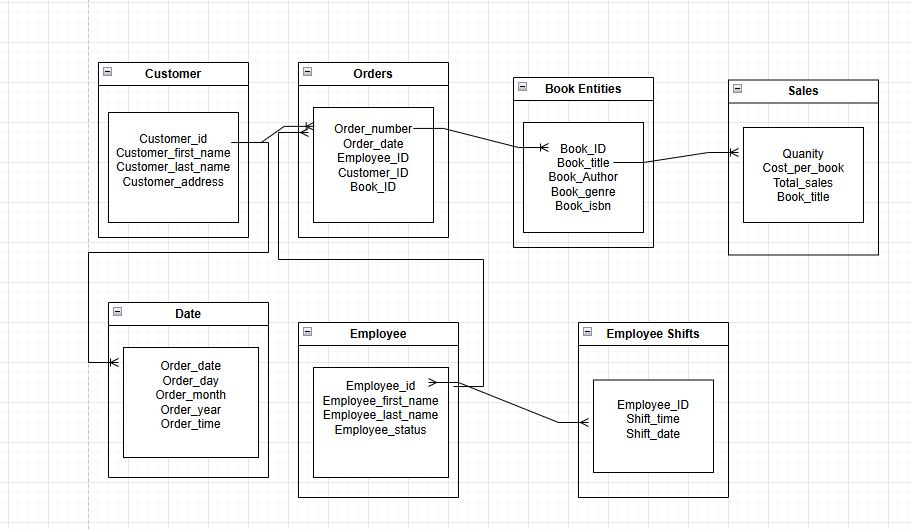 Customer
Customer_id
Customer_first_name
Customer_last_name
Customer_address
Orders
Order_number
Order_date
Employee_ID
Customer_ID
Book_ID
Book Entities
Book_ID
Book_title
Book_Author
Book_genre
Book_isbn
Sales
Quanity
Cost_per_book
Total_sales
Book_title
Date
Order_date
Order_day
Order_month
Order_year
Order_time
Employee
Employee_id
Employee_first_name
Employee_last_name
Employee_status
Employee Shifts
Employee_ID
Shift_time
Shift_date